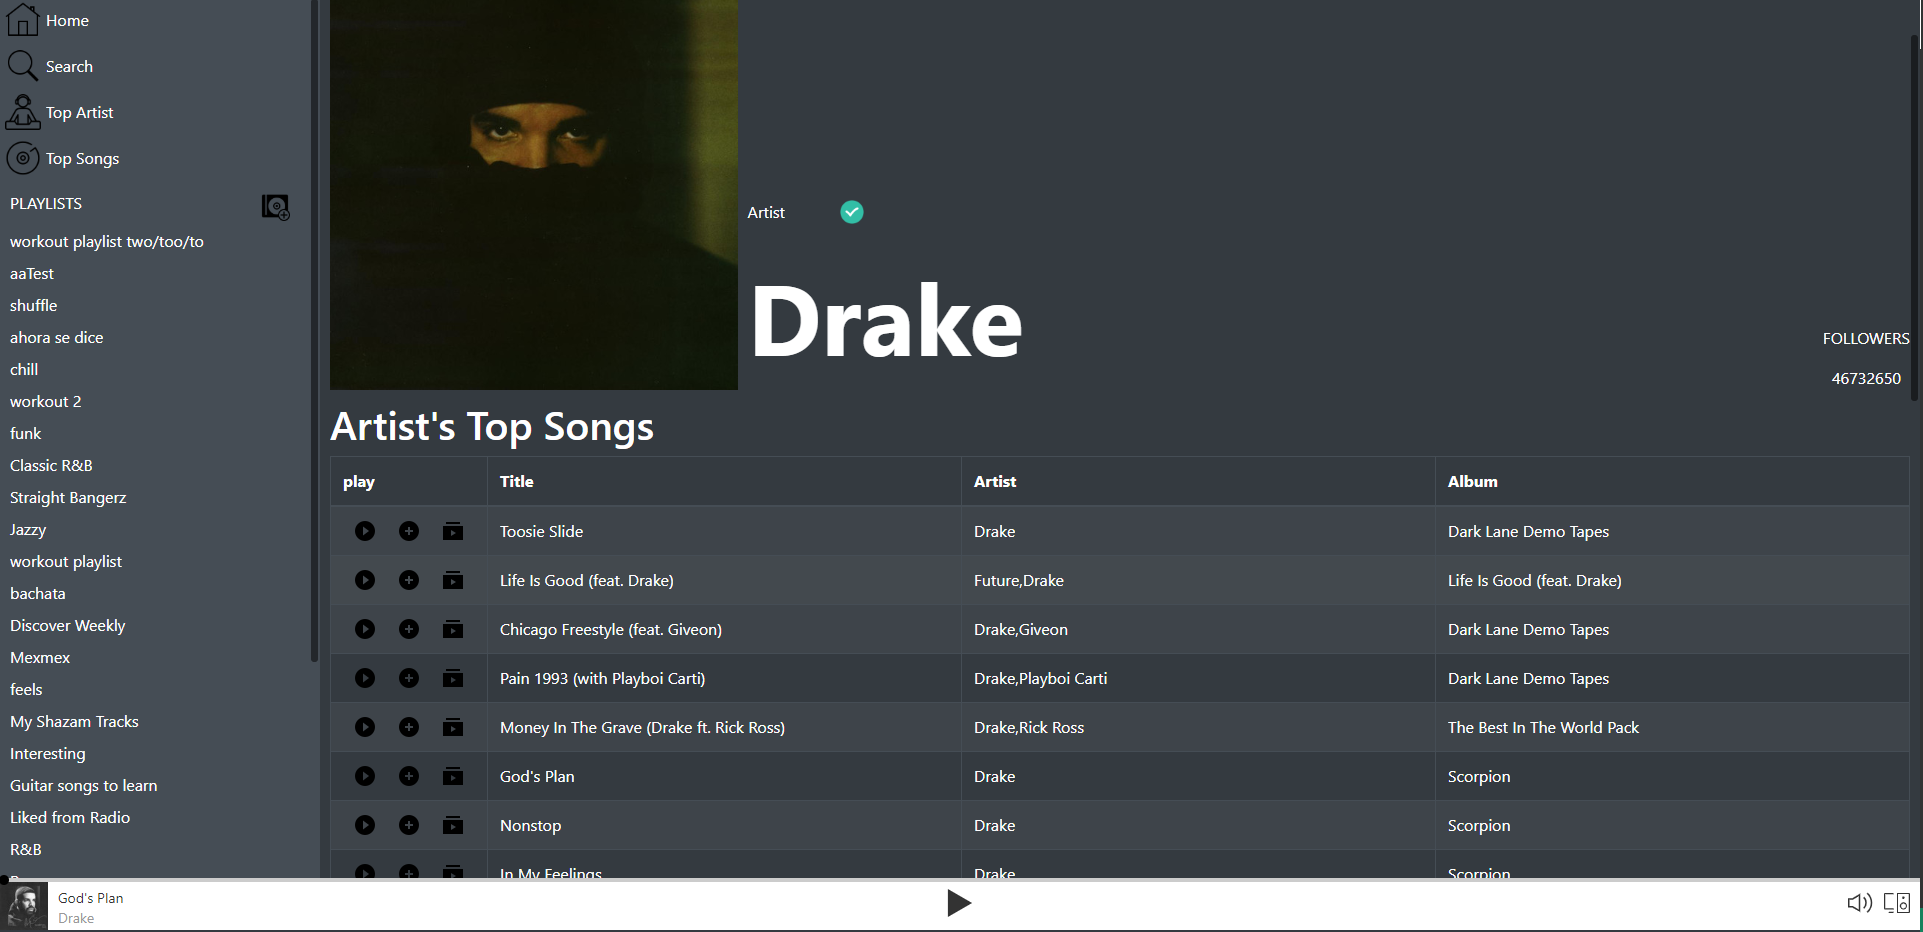 Home
Search
Top Artist
Top Songs
PLAYLISTS
workout playlist two/too/to
aaTest
shuffle
ahora se dice
chill
workout 2
funk
Classic R&B
Straight Bangerz
Jazzy
workout playlist
bachata
Discover Weekly
Mexmex
feels
My Shazam Tracks
Interesting
Guitar songs to learn
Liked from Radio
R&B
Artist
Drake
FOLLOWERS
46732650
Artist's Top Songs
play Title Artist Album
Toosie Slide Drake Dark Lane Demo Tapes
Life Is Good (feat. Drake) Future,Drake Life Is Good (feat. Drake)
Chicago Freestyle (feat. Giveon) Drake,Giveon Dark Lane Demo Tapes
Pain 1993 (with Playboi Carti) Drake,Playboi Carti Dark Lane Demo Tapes
Money In The Grave (Drake ft. Rick Ross) Drake,Rick Ross The Best In The World Pack
God's Plan Drake Scorpion
Nonstop Drake Scorpion
In My Feelings Drake Scorpion
God's Plan
Drake